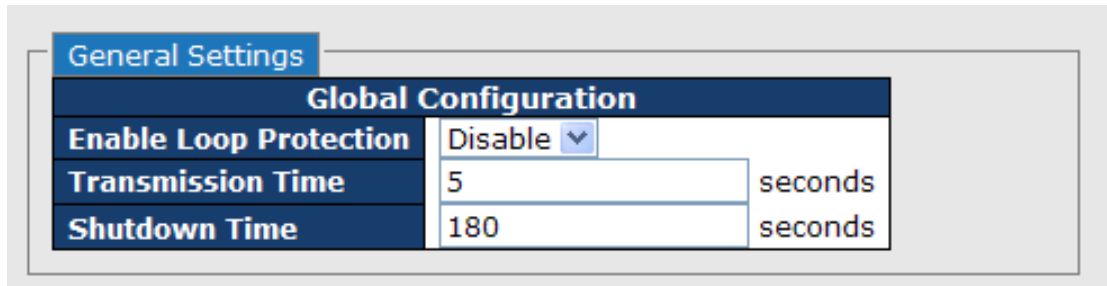 General Settings
Global Configuration
Enable Loop Protection Disable
Transmission Time 5 seconds
Shutdown Time 180 seconds